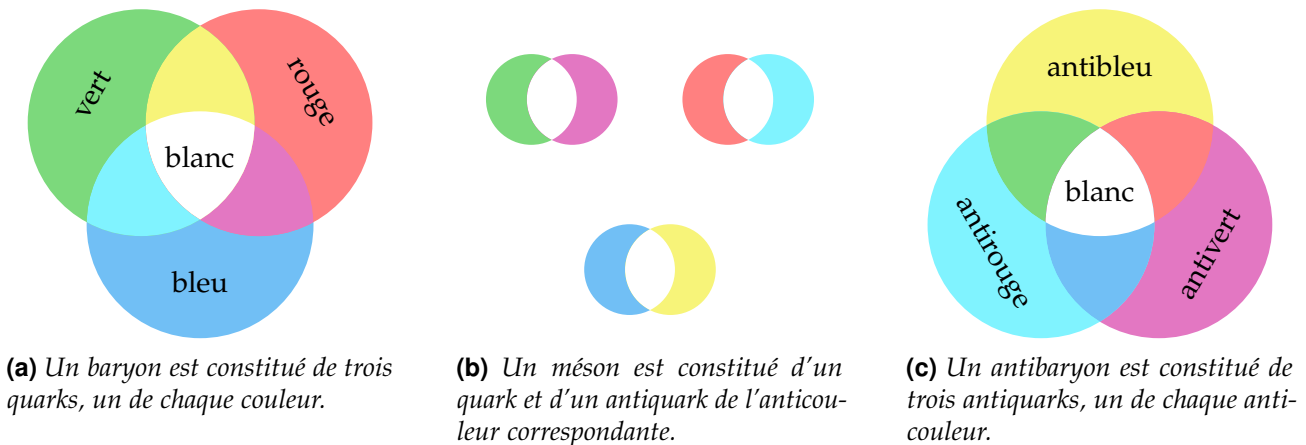 vert
rouge
blanc
bleu
antibleu
blanc
antirouge
antivert
(a) Un baryon est constitué de trois
quarks, un de chaque couleur.
(b) Un méson est constitué d'un
quark et d'un antiquark de l'anticou-
leur correspondante.
(c) Un antibaryon est constitué de
trois antiquarks, un de chaque anti-
couleur.